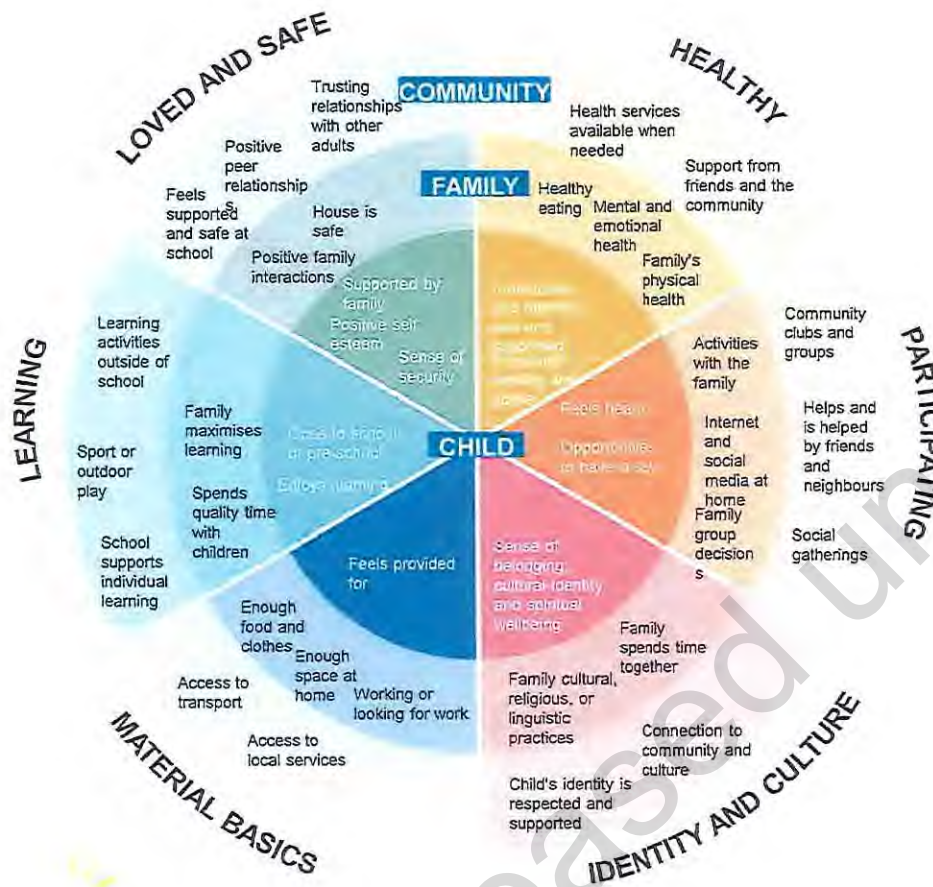 LOVED AND SAFE
HEALTHY
COMMUNITY
Trusting
relationships
with other
adults
Positive
peer
relationship
s
Feels
supported
and safe at
school
Health services
available when
needed
Support from
friends and the
community
FAMILY
House is
safe
Positive family
interactions
Healthy
eating
Mental and
emotional
health
Family's
physical
health
Supported by
family
Positive self
esteem
Sense of
security
LEARNING
Learning
activities
outside of
school
Sport or
outdoor
play
School
supports
individual
learning
Family
maximises
learning
Spends
quality time
with
children
CHILD
Feels
Opportunities
to have a say
Activities
with the
family
Internet
and
social
media at
home
Family
group
decision
s
Community
clubs and
groups
Helps and
is helped
by friends
and
neighbours
Social
gatherings
PARTICIPATING
Feels provided
for
Enough
food and
clothes
Enough
space at
home
Working or
looking for work
Access to
transport
Access to
local services
MATERIAL BASICS
Sense of
belonging,
cultural identity
and spiritual
wellbeing
Family
spends time
together
Family cultural,
religious, or
linguistic
practices
Connection to
community and
culture
Child's identity is
respected and
supported
IDENTITY AND CULTURE